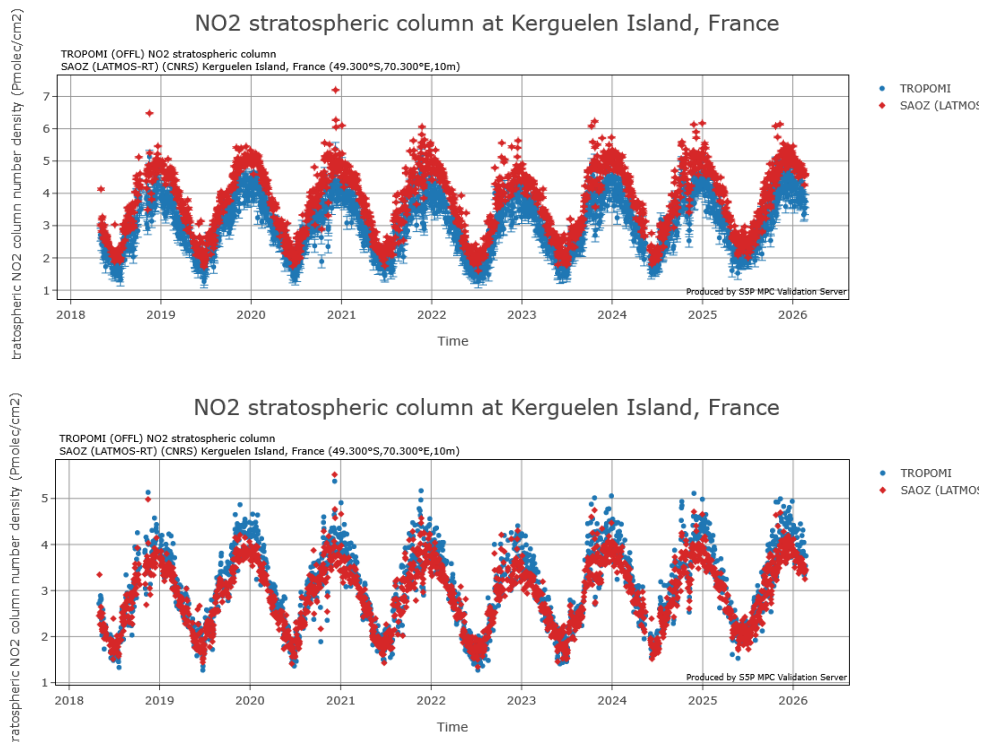 NO2 stratospheric column at Kerguelen Island, France
TROPOMI (OFFL) NO2 stratospheric column
SAOZ (LATMOS-RT) (CNRS) Kerguelen Island, France (49.300°S,70.300°E,10m)
tratospheric NO2 column number density (Pmolec/cm2)
7
6
5
4
3
2
1
TROPOMI
SAOZ (LATMOS
Produced by S5P MPC Validation Server
2018 2019 2020 2021 2022 2023 2024 2025 2026
Time
NO2 stratospheric column at Kerguelen Island, France
TROPOMI (OFFL) NO2 stratospheric column
SAOZ (LATMOS-RT) (CNRS) Kerguelen Island, France (49.300°S,70.300°E,10m)
ratospheric NO2 column number density (Pmolec/cm2)
5
4
3
2
1
TROPOMI
SAOZ (LATMOS
Produced by S5P MPC Validation Server
2018 2019 2020 2021 2022 2023 2024 2025 2026
Time